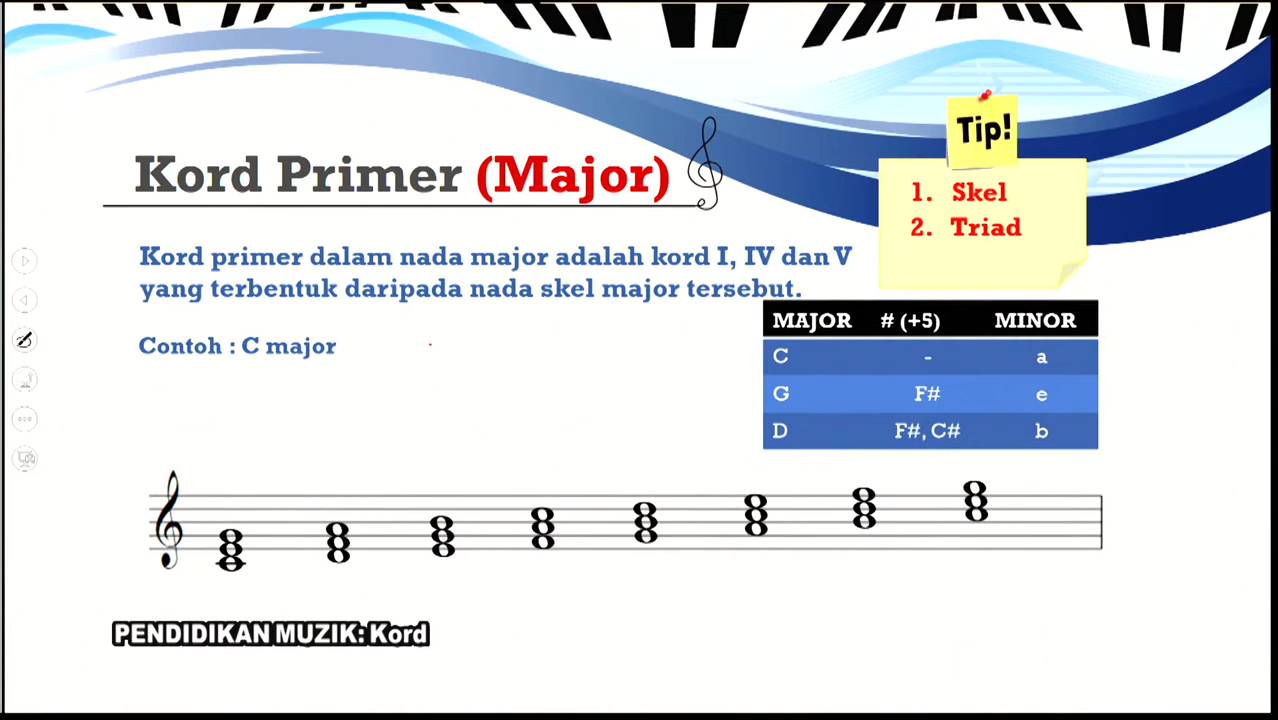 Tip!
Kord Primer (Major)
1. Skel
2. Triad
Kord primer dalam nada major adalah kord I, IV dan V
yang terbentuk daripada nada skel major tersebut.
Contoh : C major
MAJOR # (+5) MINOR
C - a
G F# e
D F#, C# b
PENDIDIKAN MUZIK: Kord